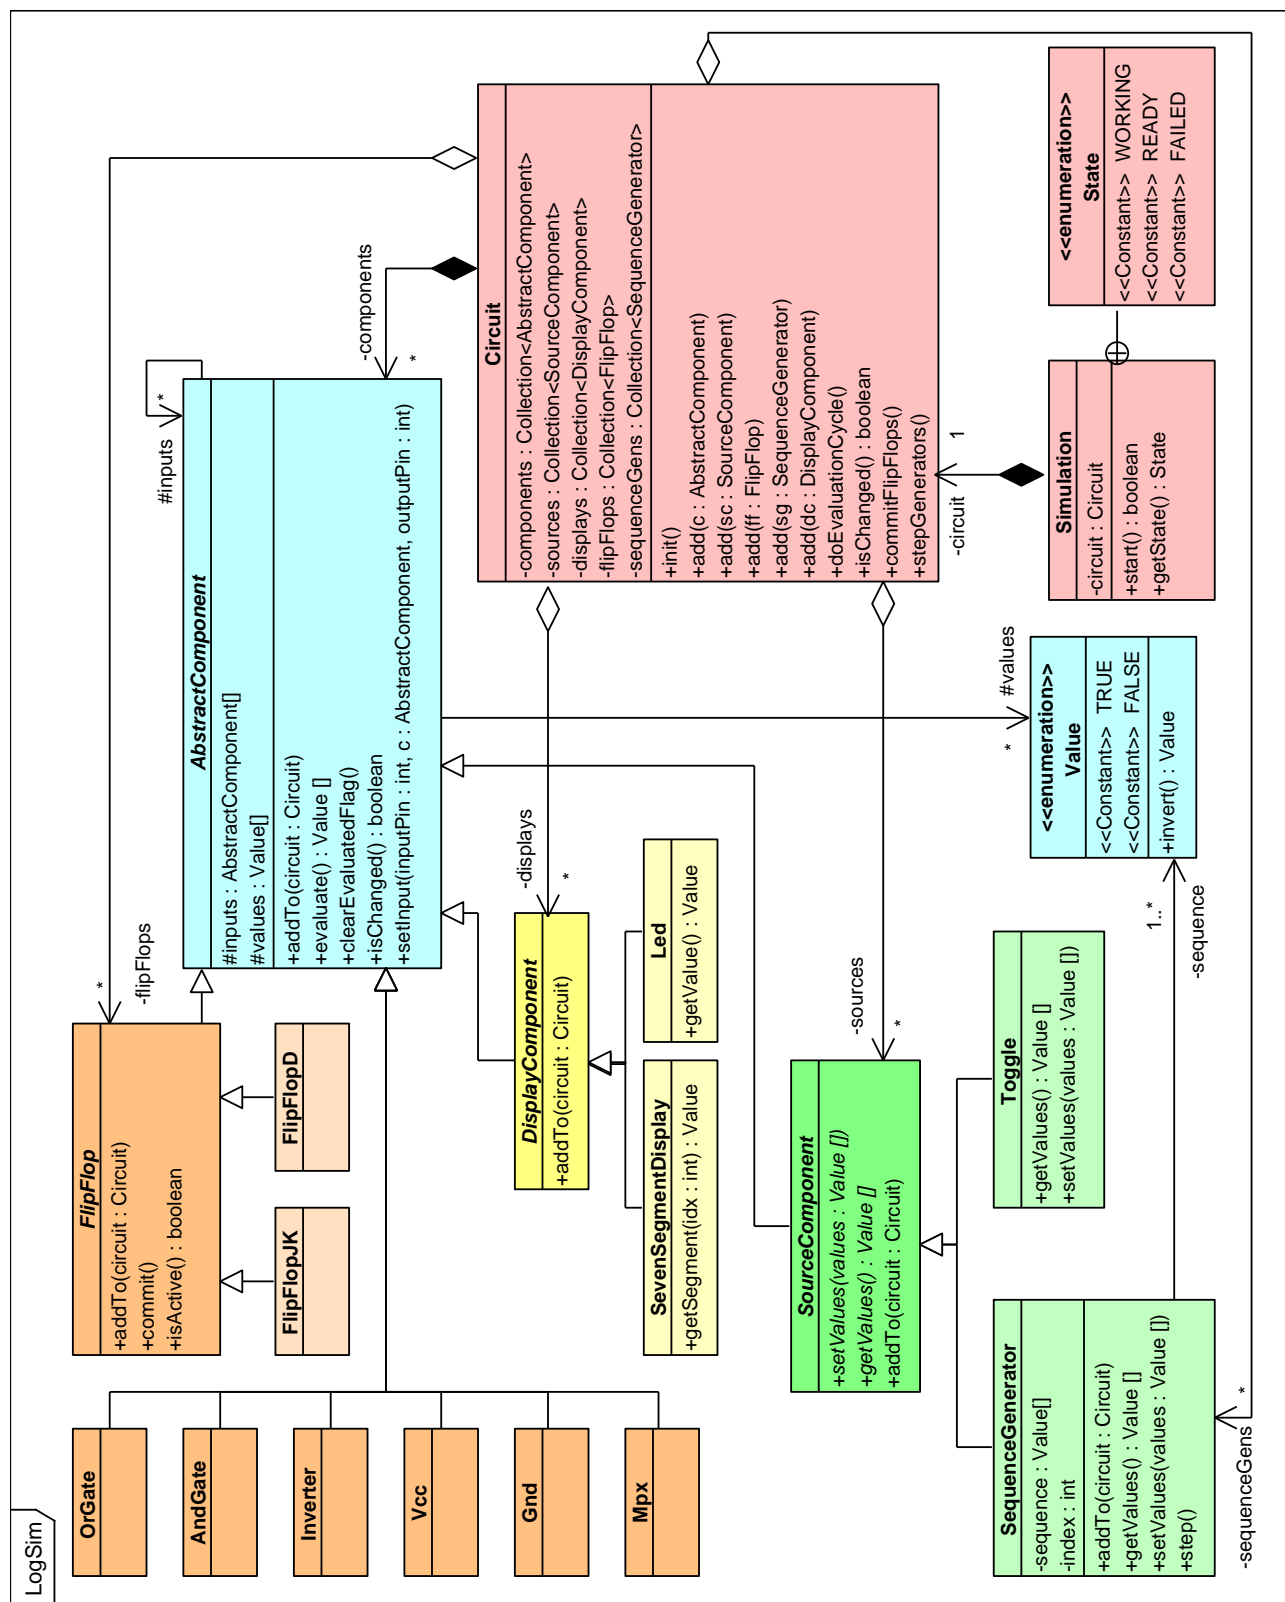 LogSim
OrGate
AndGate
Inverter
Vcc
Gnd
Mpx
FlipFlop
+addTo(circuit : Circuit)
+commit()
+isActive() : boolean
FlipFlopJK
FlipFlopD
-flipFlops
*
AbstractComponent
#inputs : AbstractComponent[]
#values : Value[]
+addTo(circuit : Circuit)
+evaluate() : Value []
+clearEvaluatedFlag()
+isChanged() : boolean
+setInput(inputPin : int, c : AbstractComponent, outputPin : int)
#inputs
*
-components
*
Circuit
-components : Collection<AbstractComponent>
-sources : Collection<SourceComponent>
-displays : Collection<DisplayComponent>
-flipFlops : Collection<FlipFlop>
-sequenceGens : Collection<SequenceGenerator>
+init()
+add(c : AbstractComponent)
+add(sc : SourceComponent)
+add(ff : FlipFlop)
+add(sg : SequenceGenerator)
+add(dc : DisplayComponent)
+doEvaluationCycle()
+isChanged() : boolean
+commitFlipFlops()
+stepGenerators()
DisplayComponent
+addTo(circuit : Circuit)
-displays
*
SevenSegmentDisplay
+getSegment(idx : int) : Value
Led
+getValue() : Value
SourceComponent
+setValues(values : Value [])
+getValues() : Value []
+addTo(circuit : Circuit)
-sources
*
SequenceGenerator
-sequence : Value[]
-index : int
+addTo(circuit : Circuit)
+getValues() : Value []
+setValues(values : Value [])
+step()
-sequenceGens
*
Toggle
+getValues() : Value []
+setValues(values : Value [])
1..*
-sequence
<<enumeration>>
Value
<<Constant>> TRUE
<<Constant>> FALSE
+invert() : Value
*
#values
-circuit
1
Simulation
-circuit : Circuit
+start() : boolean
+getState() : State
<<enumeration>>
State
<<Constant>> WORKING
<<Constant>> READY
<<Constant>> FAILED